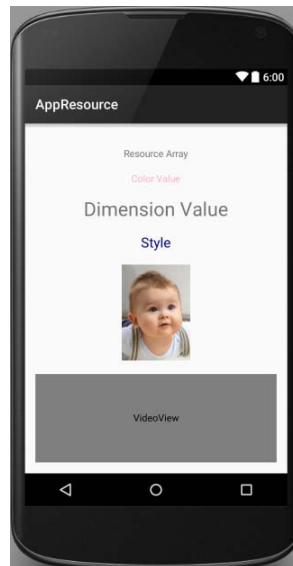 6:00
AppResource
Resource Array
Color Value
Dimension Value
Style
VideoView